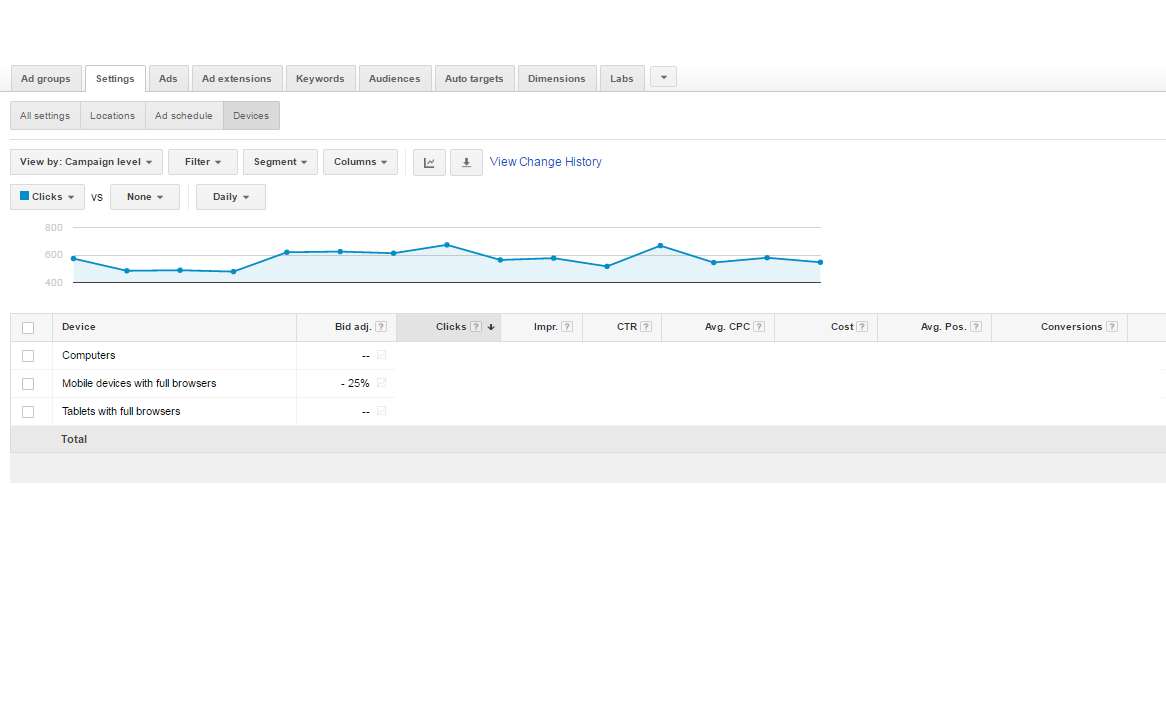 Ad groups Settings Ads Ad extensions Keywords Audiences Auto targets Dimensions Labs
All settings Locations Ad schedule Devices
View by: Campaign level Filter Segment Columns View Change History
Clicks vs None Daily
800
600
400
Device Bid adj. ? Clicks ? Impr. ? CTR ? Avg. CPC ? Cost ? Avg. Pos. ? Conversions ?
Computers --
Mobile devices with full browsers - 25%
Tablets with full browsers --
Total